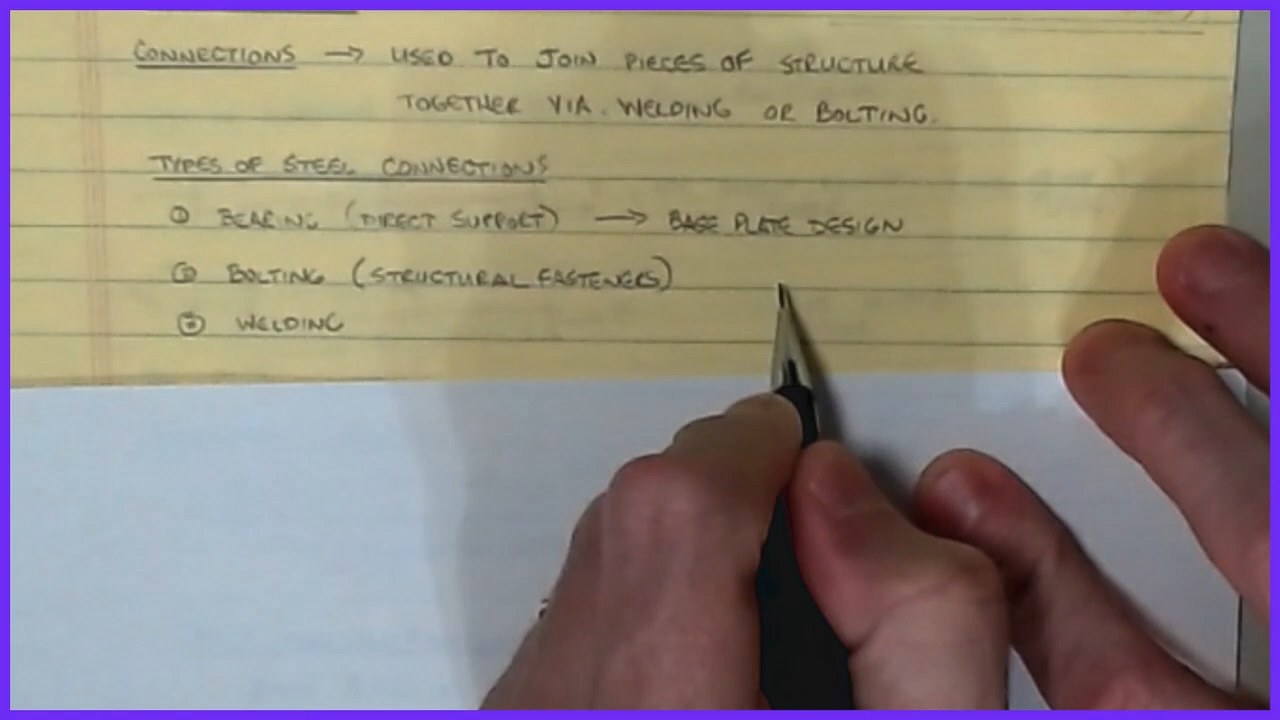 CONNECTIONS → USED TO JOIN PIECES OF STRUCTURE
TOGETHER VIA. WELDING OR BOLTING.
TYPES OF STEEL CONNECTIONS
① BEARING (DIRECT SUPPORT) → BASE PLATE DESIGN
② BOLTING (STRUCTURAL FASTENERS)
③ WELDING